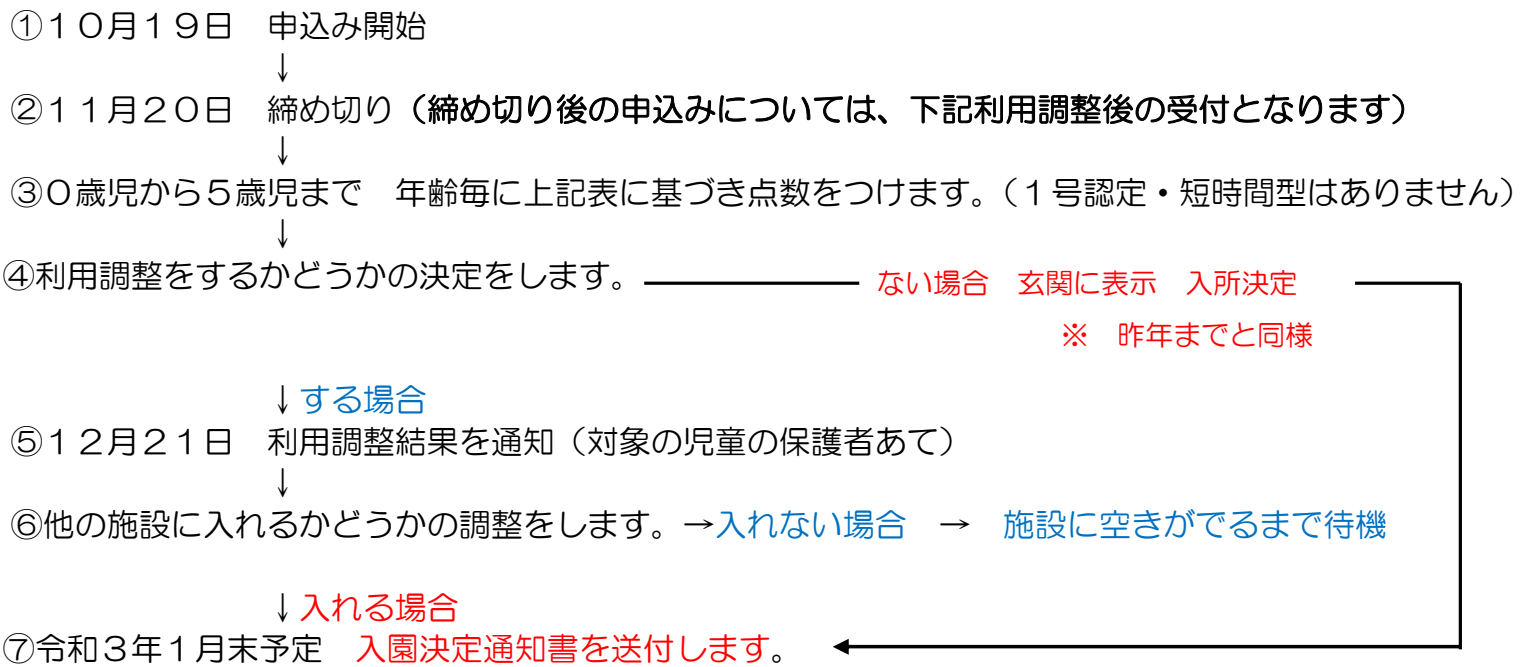 ①１０月１９日　申込み開始
↓
②１１月２０日　締め切り（締め切り後の申込みについては、下記利用調整後の受付となります）
↓
③０歳児から５歳児まで　年齢毎に上記表に基づき点数をつけます。（１号認定・短時間型はありません）
↓
④利用調整をするかどうかの決定をします。　ない場合　玄関に表示　入所決定
※　昨年までと同様
↓する場合
⑤１２月２１日　利用調整結果を通知（対象の児童の保護者あて）
↓
⑥他の施設に入れるかどうかの調整をします。→入れない場合　→　施設に空きがでるまで待機
↓入れる場合
⑦令和３年１月末予定　入園決定通知書を送付します。